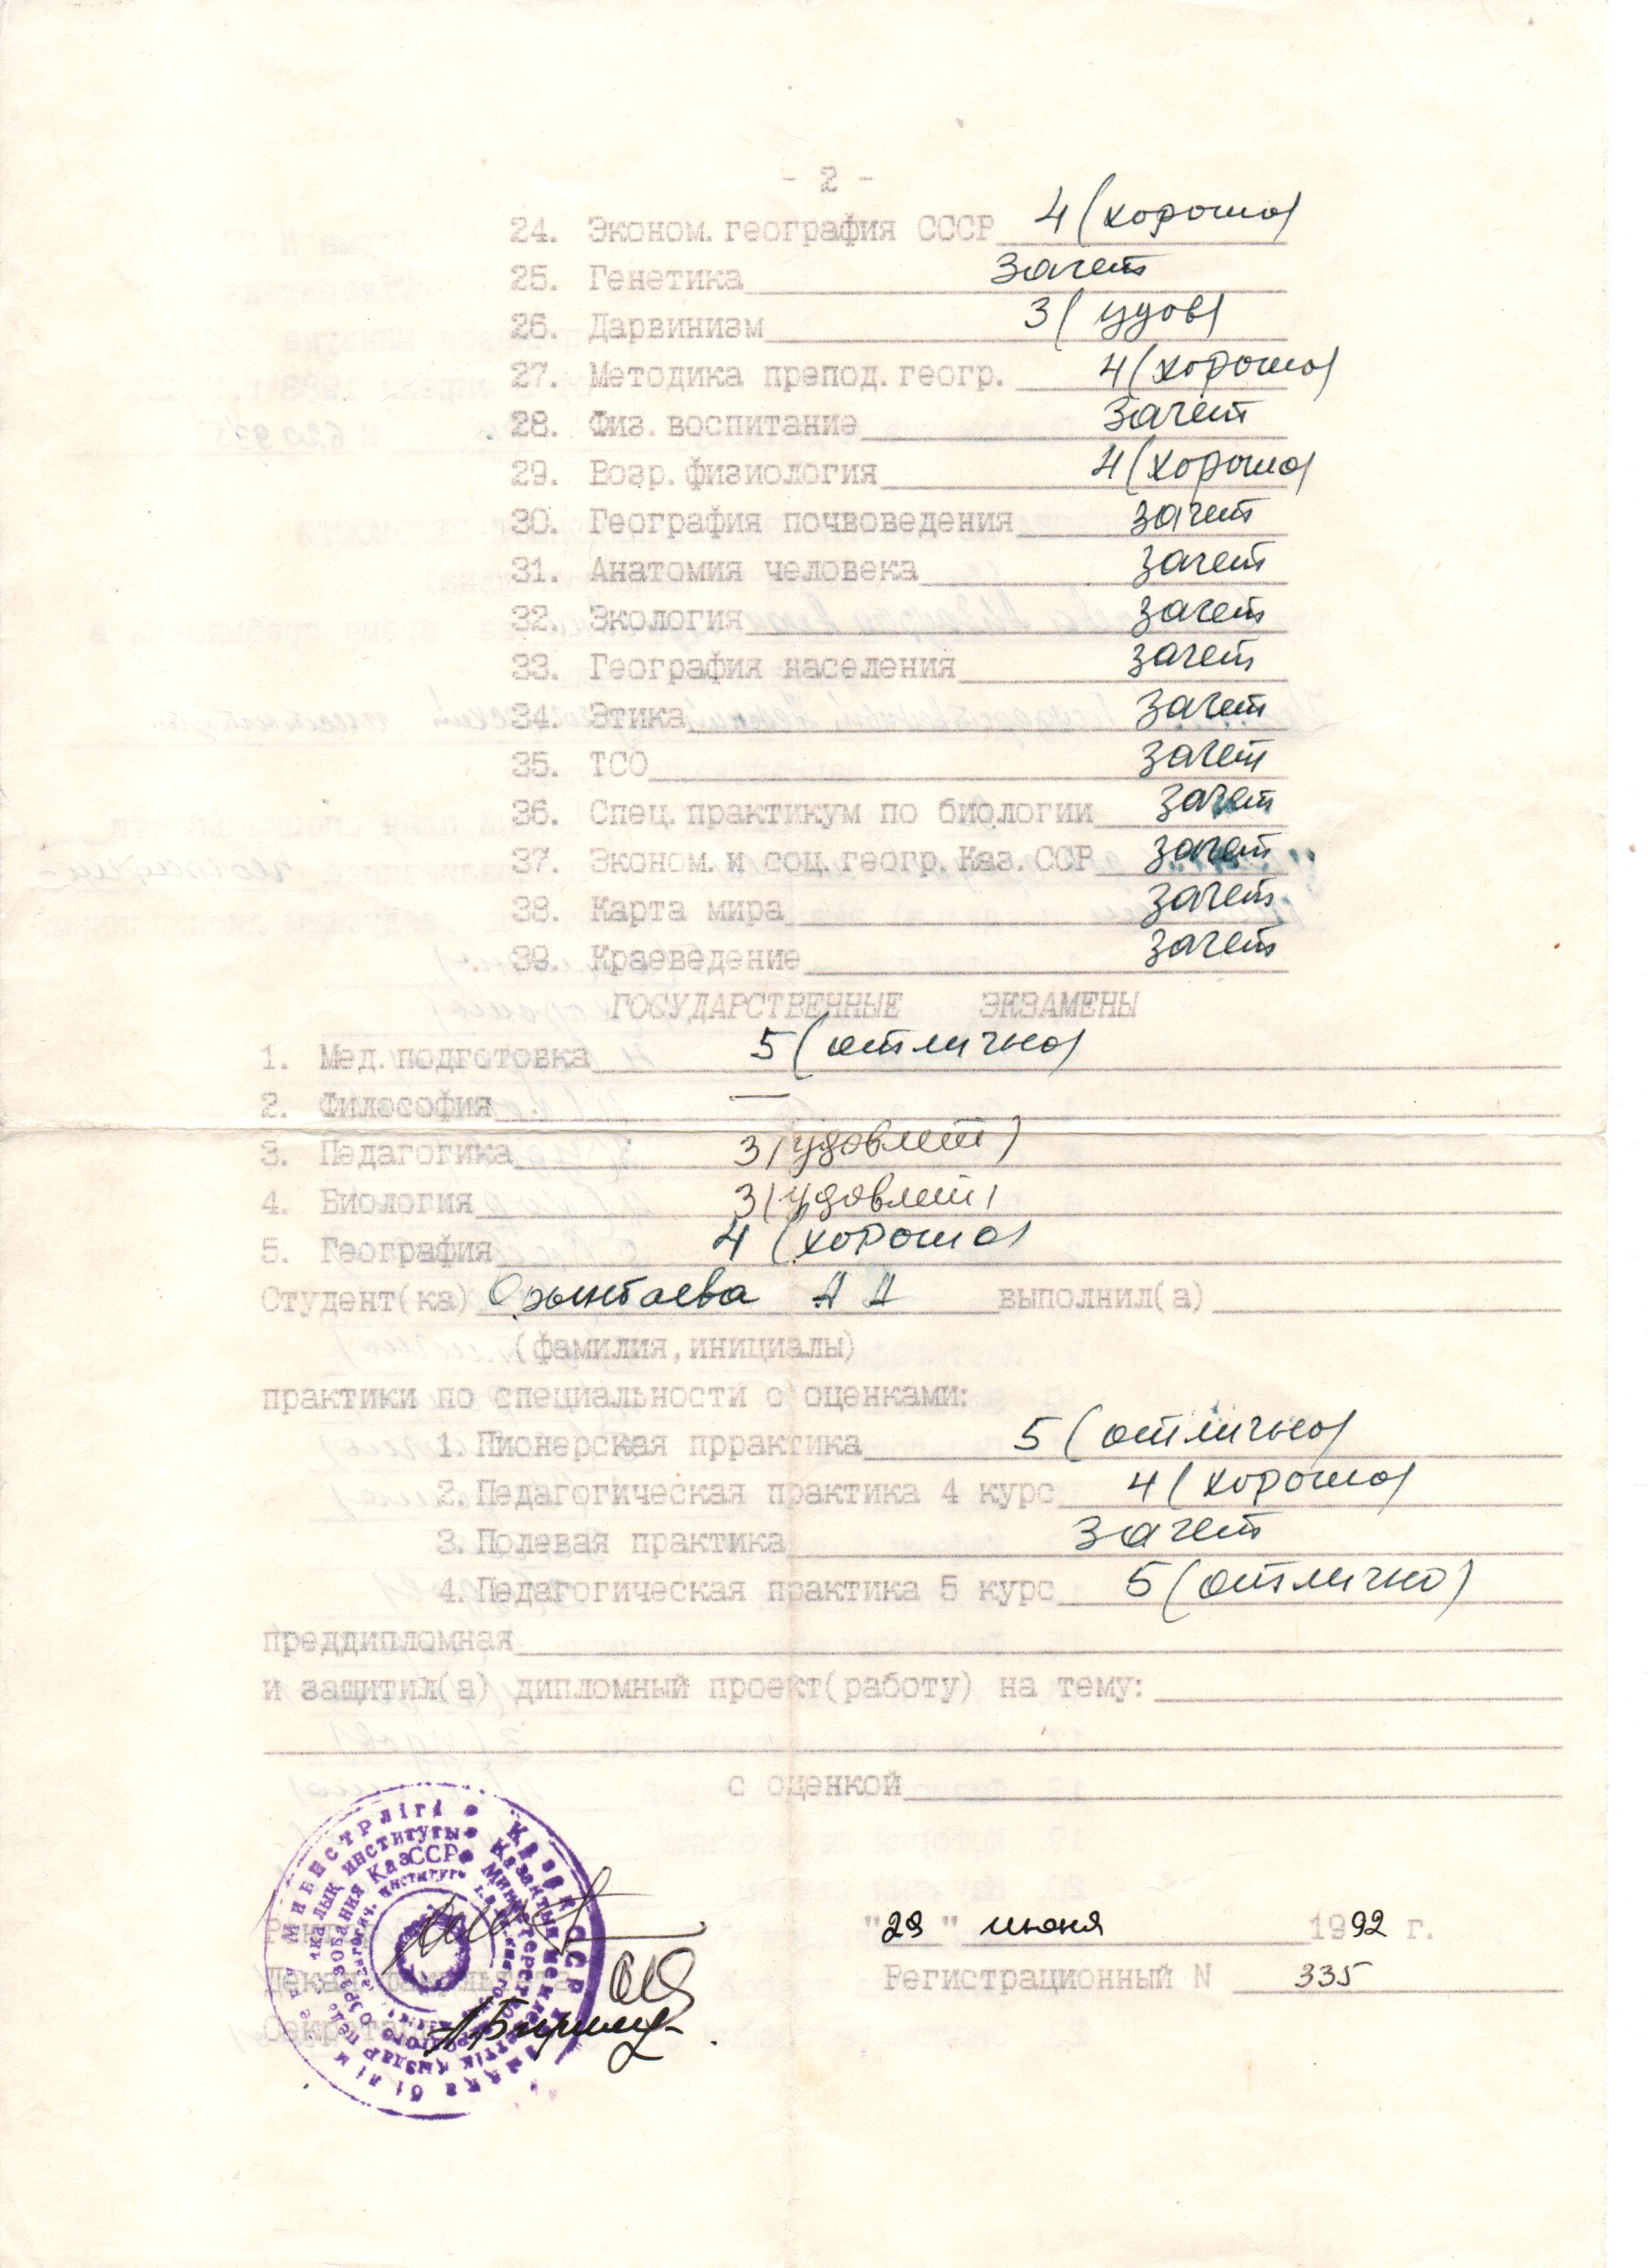 - 2 -
24. Эконом. география СССР 4 (хорошо)
25. Генетика Зачет
26. Дарвинизм 3 (удов)
27. Методика препод. геогр. 4 (хорошо)
28. Физ. воспитание Зачет
29. Возр. физиология 4 (хорошо)
30. География почвоведения зачет
31. Анатомия человека зачет
32. Экология зачет
33. География населения зачет
34. Этика зачет
35. ТСО зачет
36. Спец. практикум по биологии зачет
37. Эконом. и соц. геогр. Каз. ССР зачет
38. Карта мира зачет
39. Краеведение зачет
ГОСУДАРСТВЕННЫЕ ЭКЗАМЕНЫ
1. Мед. подготовка 5 (отлично)
2. Философия —
3. Педагогика 3 (удовлет)
4. Биология 3 (удовлет)
5. География 4 (хорошо)
Студент(ка) Орынтаева А А выполнил(а)
(фамилия, инициалы)
практики по специальности с оценками:
1. Пионерская прррактика 5 (отлично)
2. Педагогическая практика 4 курс 4 (хорошо)
3. Полевая практика Зачет
4. Педагогическая практика 5 курс 5 (отлично)
преддипломная
и защитил(а) дипломный проект(работу) на тему:
с оценкой
"29" июня 1992 г.
Декан факультета Регистрационный N 335
Секретарь